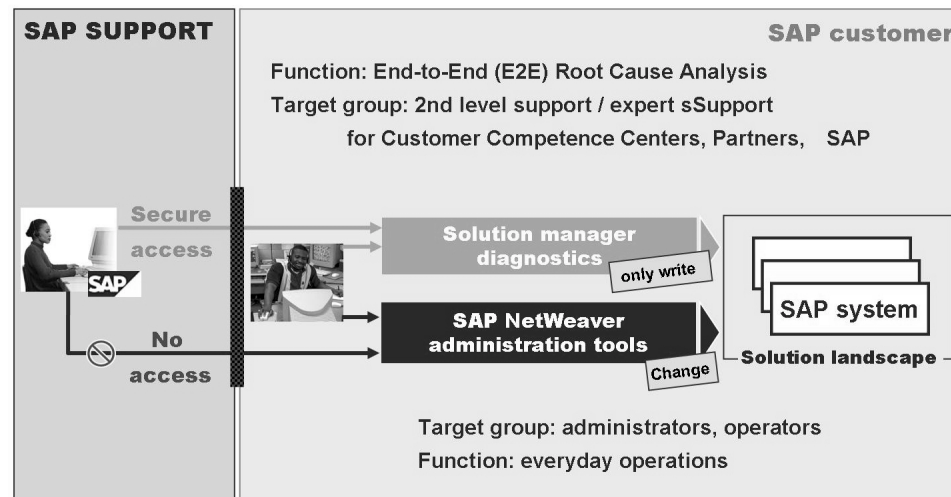 SAP SUPPORT
SAP customer
Function: End-to-End (E2E) Root Cause Analysis
Target group: 2nd level support / expert sSupport
for Customer Competence Centers, Partners, SAP
Secure
access
SAP
Solution manager
diagnostics
only write
No
access
SAP NetWeaver
administration tools
Change
SAP system
Solution landscape
Target group: administrators, operators
Function: everyday operations